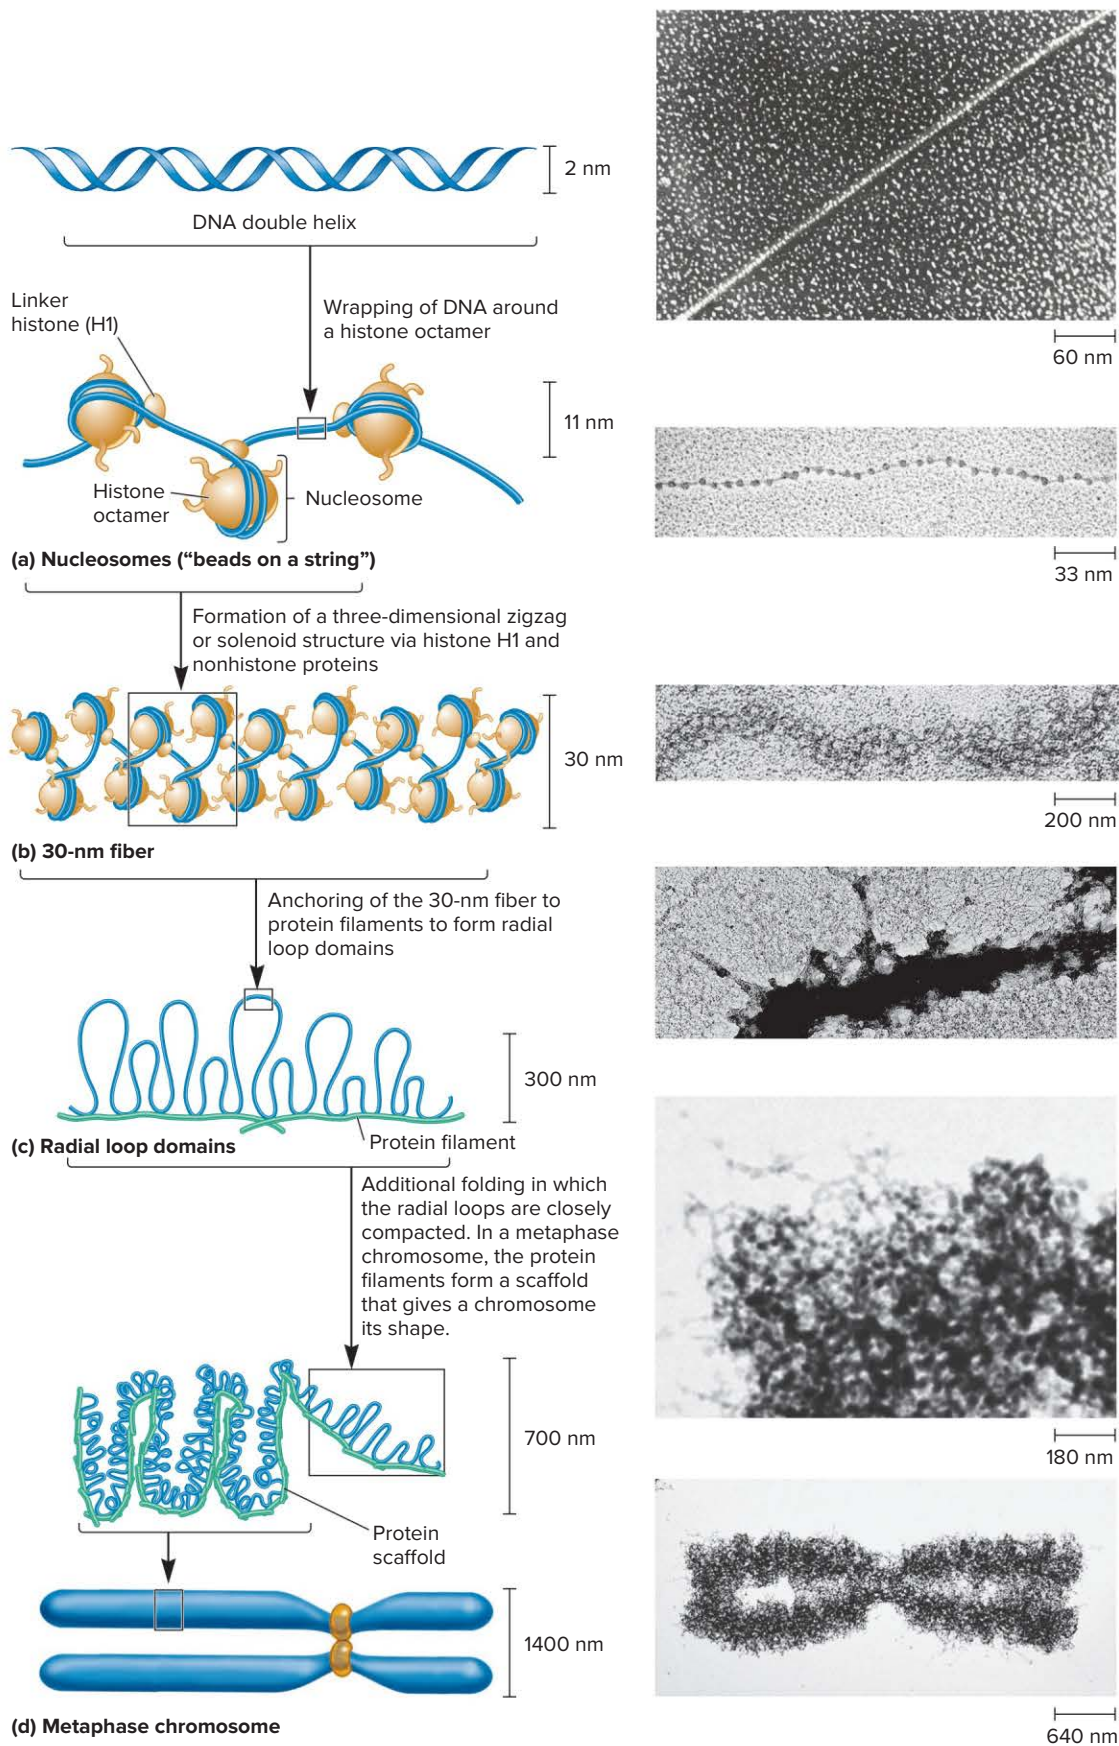 2 nm
DNA double helix
Linker
histone (H1)
Wrapping of DNA around
a histone octamer
60 nm
11 nm
Histone
octamer
Nucleosome
(a) Nucleosomes (“beads on a string”)
33 nm
Formation of a three-dimensional zigzag
or solenoid structure via histone H1 and
nonhistone proteins
30 nm
200 nm
(b) 30-nm fiber
Anchoring of the 30-nm fiber to
protein filaments to form radial
loop domains
300 nm
Protein filament
(c) Radial loop domains
Additional folding in which
the radial loops are closely
compacted. In a metaphase
chromosome, the protein
filaments form a scaffold
that gives a chromosome
its shape.
700 nm
180 nm
Protein
scaffold
1400 nm
(d) Metaphase chromosome
640 nm